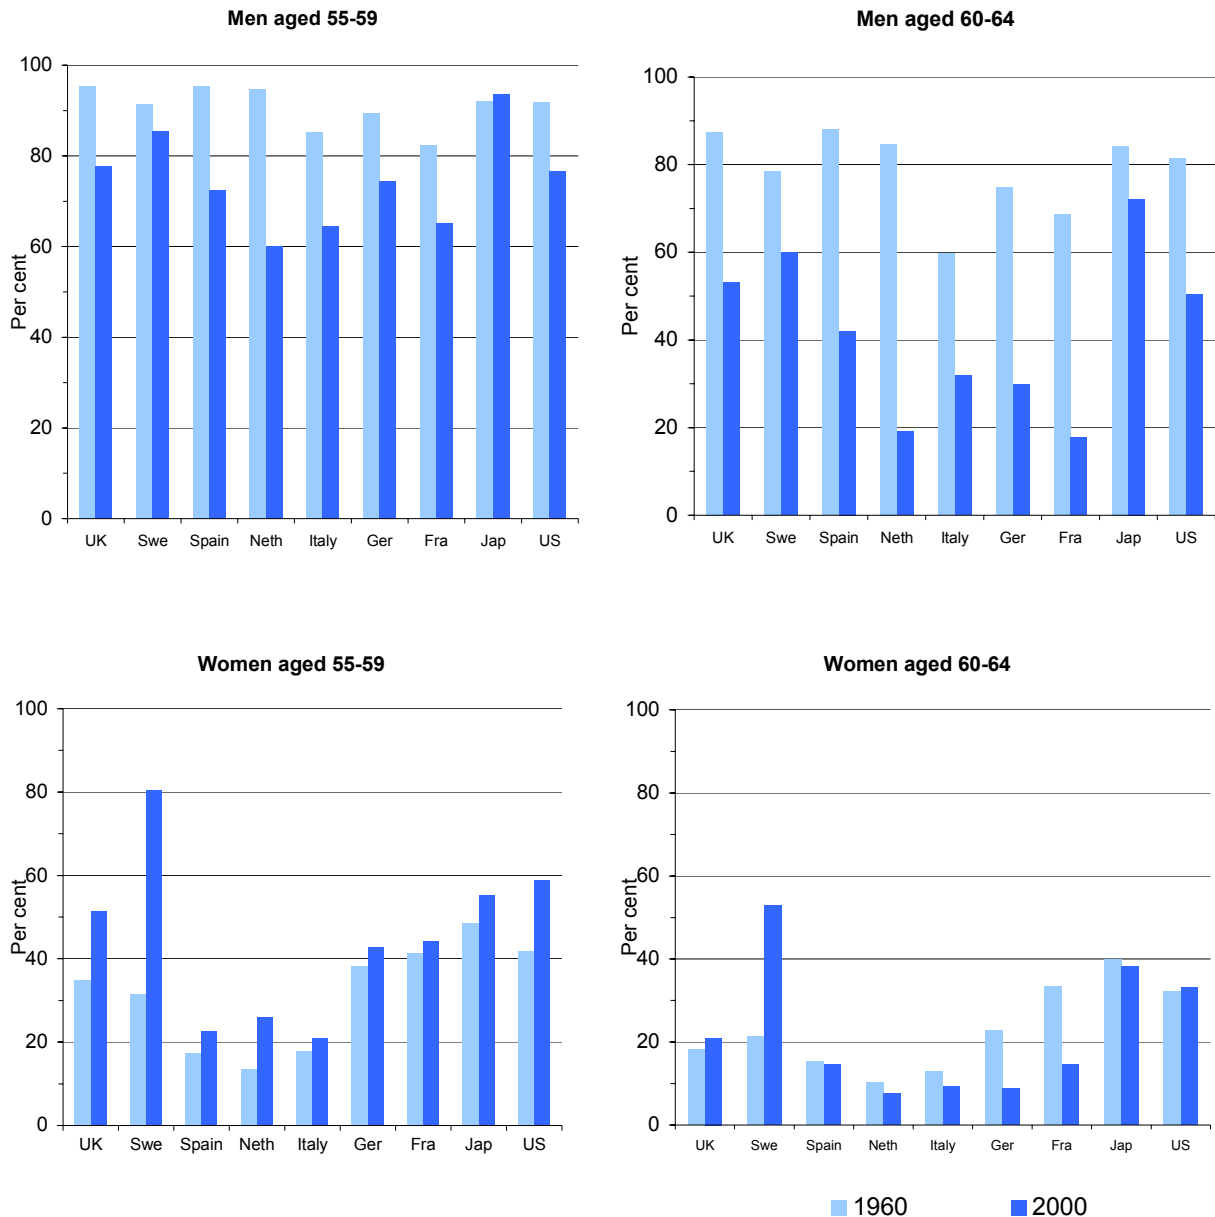 Men aged 55-59
Per cent
100
80
60
40
20
0
UK Swe Spain Neth Italy Ger Fra Jap US
Men aged 60-64
Per cent
100
80
60
40
20
0
UK Swe Spain Neth Italy Ger Fra Jap US
Women aged 55-59
Per cent
100
80
60
40
20
0
UK Swe Spain Neth Italy Ger Fra Jap US
Women aged 60-64
Per cent
100
80
60
40
20
0
UK Swe Spain Neth Italy Ger Fra Jap US
1960 2000